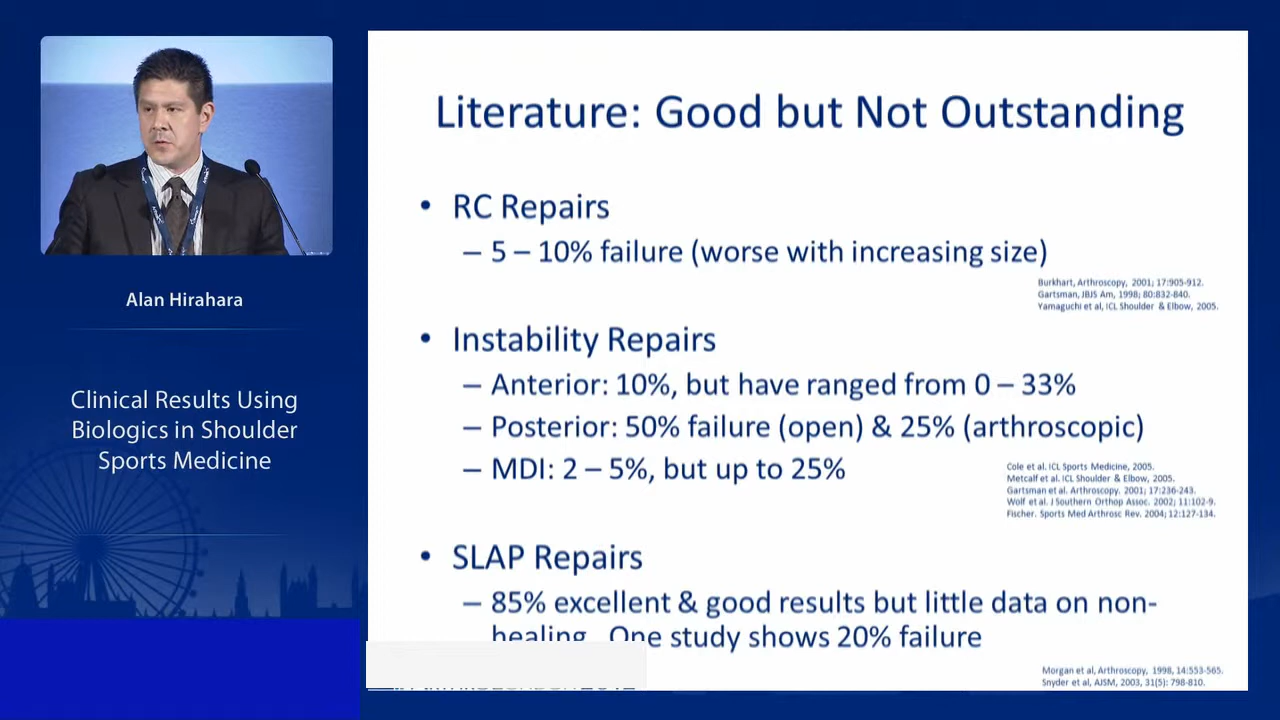 Alan Hirahara
Clinical Results Using
Biologics in Shoulder
Sports Medicine
Literature: Good but Not Outstanding
• RC Repairs
– 5 – 10% failure (worse with increasing size)
Burkhart, Arthroscopy, 2001; 17:905-912.
Gartsman, JBJS Am, 1998; 80:832-840.
Yamaguchi et al, ICL Shoulder & Elbow, 2005.
• Instability Repairs
– Anterior: 10%, but have ranged from 0 – 33%
– Posterior: 50% failure (open) & 25% (arthroscopic)
– MDI: 2 – 5%, but up to 25%
Cole et al. ICL Sports Medicine, 2005.
Metcalf et al. ICL Shoulder & Elbow, 2005.
Gartsman et al. Arthroscopy. 2001; 17:236-243.
Wolf et al. J Southern Orthop Assoc. 2002; 11:102-9.
Fischer. Sports Med Arthrosc Rev. 2004; 12:127-134.
• SLAP Repairs
– 85% excellent & good results but little data on non-
healing. One study shows 20% failure
Morgan et al, Arthroscopy, 1998, 14:553-565.
Snyder et al, AJSM, 2003, 31(5): 798-810.